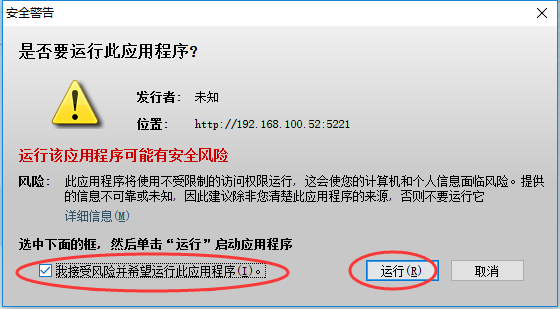 安全警告
是否要运行此应用程序?
发行者: 未知
位置: http://192.168.100.52:5221
运行该应用程序可能有安全风险
风险: 此应用程序将使用不受限制的访问权限运行，这会使您的计算机和个人信息面临风险。提供
的信息不可靠或未知，因此建议除非您清楚此应用程序的来源，否则不要运行它
详细信息(M)
选中下面的框，然后单击“运行”启动应用程序
我接受风险并希望运行此应用程序(I)。
运行(R) 取消